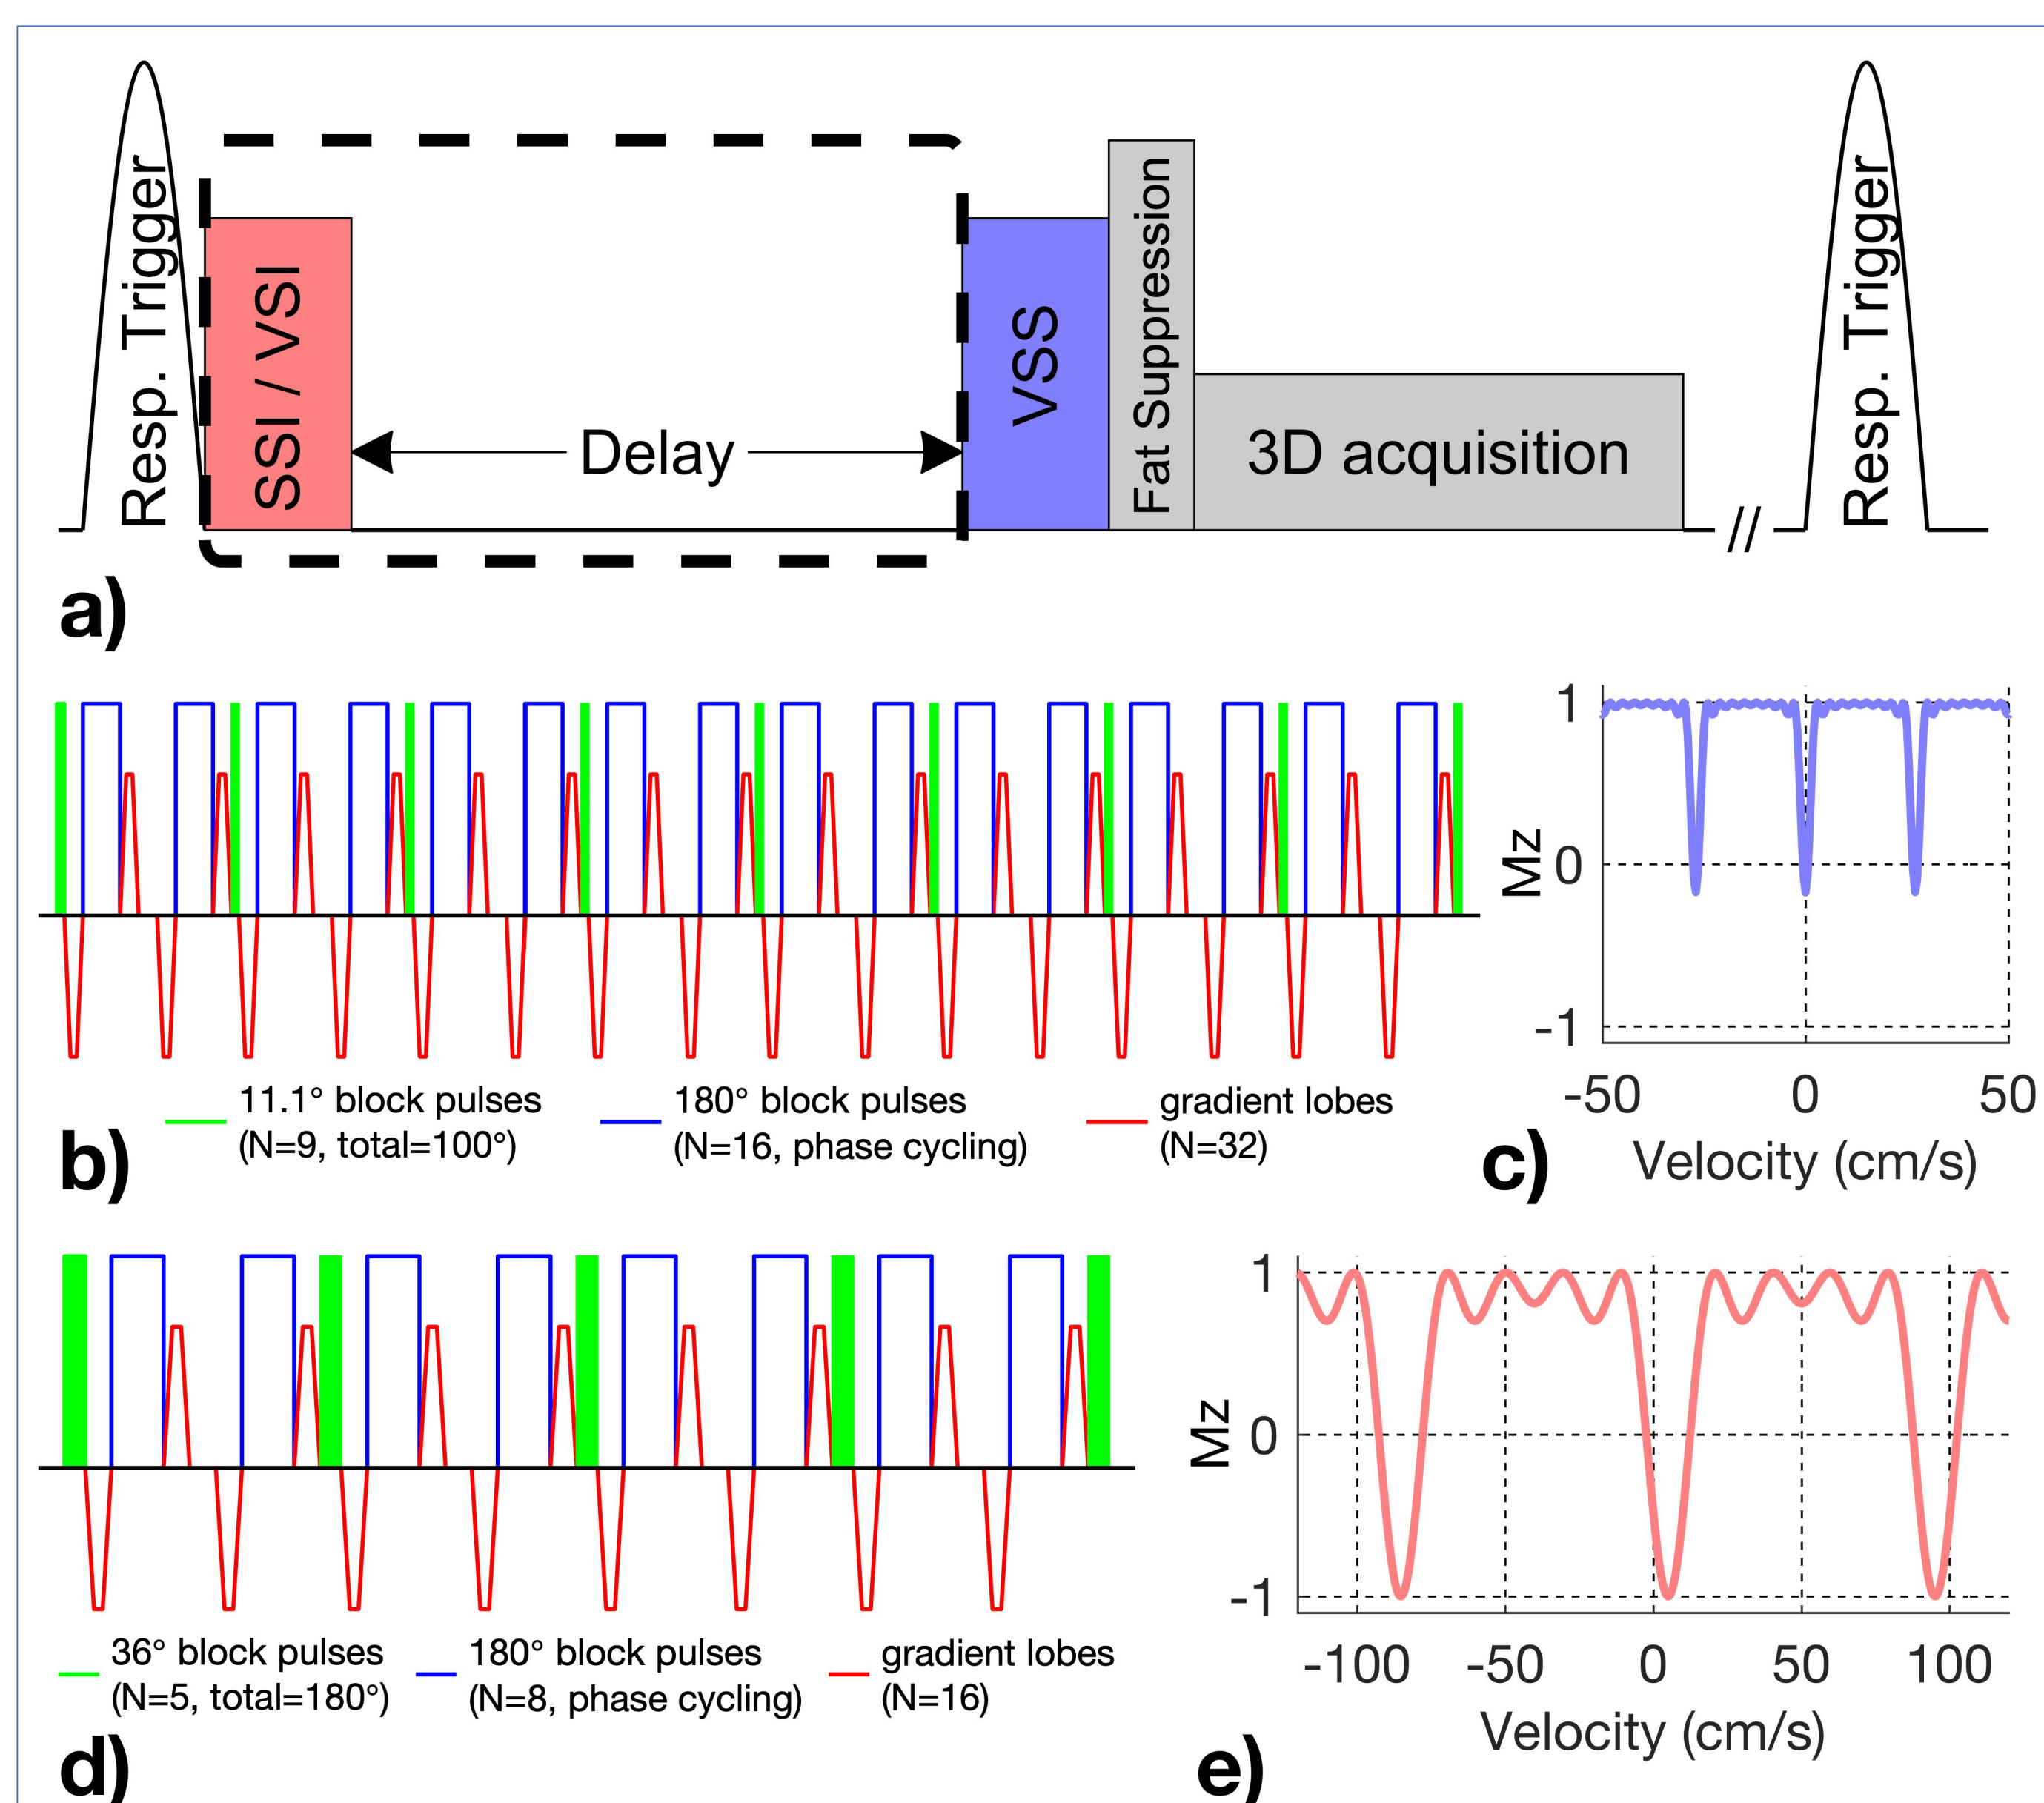 Resp. Trigger
SSI / VSI
Delay
VSS
Fat Suppression
3D acquisition
//
Resp. Trigger
a)
11.1° block pulses
(N=9, total=100°)
180° block pulses
(N=16, phase cycling)
gradient lobes
(N=32)
b)
1
0
-1
Mz
-50 0 50
Velocity (cm/s)
c)
36° block pulses
(N=5, total=180°)
180° block pulses
(N=8, phase cycling)
gradient lobes
(N=16)
d)
1
0
-1
Mz
-100 -50 0 50 100
Velocity (cm/s)
e)